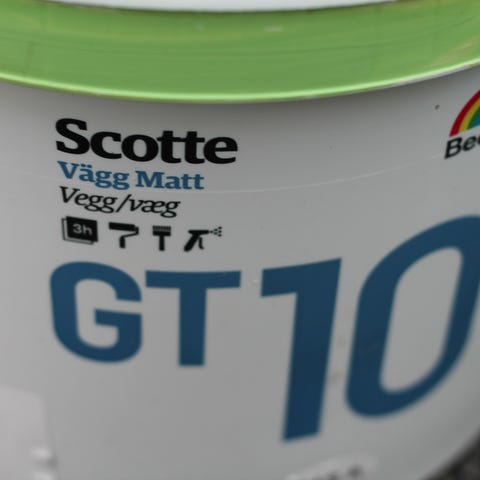 Scotte
Vägg Matt
Vegg/væg
3h
GT10